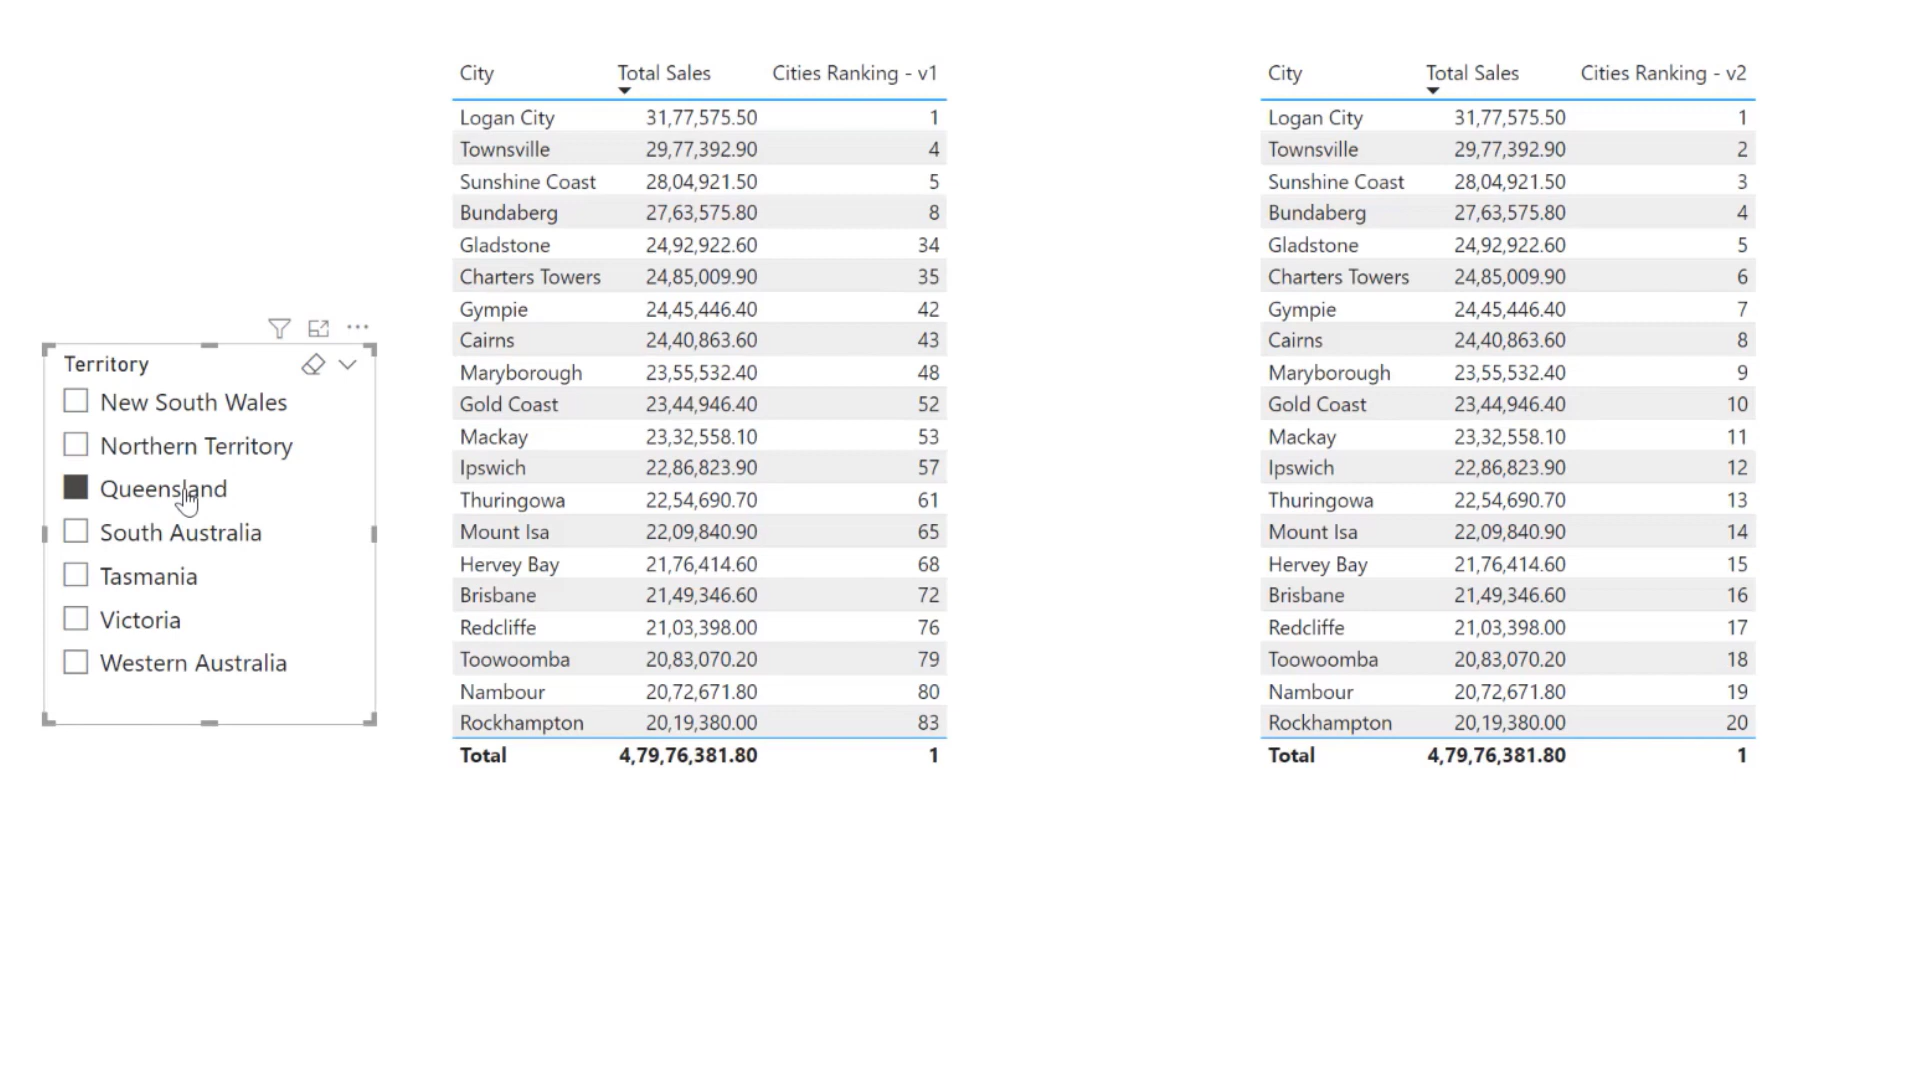 Territory
New South Wales
Northern Territory
Queensland
South Australia
Tasmania
Victoria
Western Australia
City Total Sales Cities Ranking - v1
Logan City 31,77,575.50 1
Townsville 29,77,392.90 4
Sunshine Coast 28,04,921.50 5
Bundaberg 27,63,575.80 8
Gladstone 24,92,922.60 34
Charters Towers 24,85,009.90 35
Gympie 24,45,446.40 42
Cairns 24,40,863.60 43
Maryborough 23,55,532.40 48
Gold Coast 23,44,946.40 52
Mackay 23,32,558.10 53
Ipswich 22,86,823.90 57
Thuringowa 22,54,690.70 61
Mount Isa 22,09,840.90 65
Hervey Bay 21,76,414.60 68
Brisbane 21,49,346.60 72
Redcliffe 21,03,398.00 76
Toowoomba 20,83,070.20 79
Nambour 20,72,671.80 80
Rockhampton 20,19,380.00 83
Total 4,79,76,381.80 1
City Total Sales Cities Ranking - v2
Logan City 31,77,575.50 1
Townsville 29,77,392.90 2
Sunshine Coast 28,04,921.50 3
Bundaberg 27,63,575.80 4
Gladstone 24,92,922.60 5
Charters Towers 24,85,009.90 6
Gympie 24,45,446.40 7
Cairns 24,40,863.60 8
Maryborough 23,55,532.40 9
Gold Coast 23,44,946.40 10
Mackay 23,32,558.10 11
Ipswich 22,86,823.90 12
Thuringowa 22,54,690.70 13
Mount Isa 22,09,840.90 14
Hervey Bay 21,76,414.60 15
Brisbane 21,49,346.60 16
Redcliffe 21,03,398.00 17
Toowoomba 20,83,070.20 18
Nambour 20,72,671.80 19
Rockhampton 20,19,380.00 20
Total 4,79,76,381.80 1